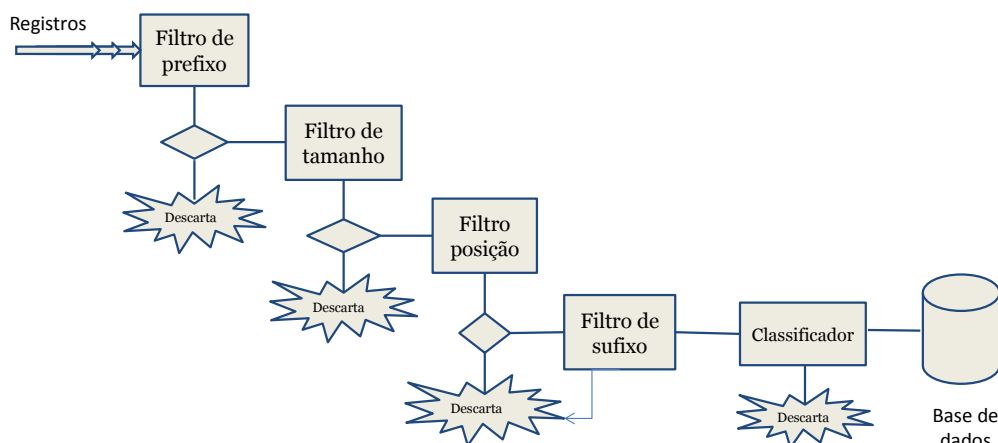 Registros
Filtro de
prefixo
Filtro de
tamanho
Descarta
Filtro
posição
Descarta
Filtro de
sufixo
Classificador
Descarta
Descarta
Base de
dados